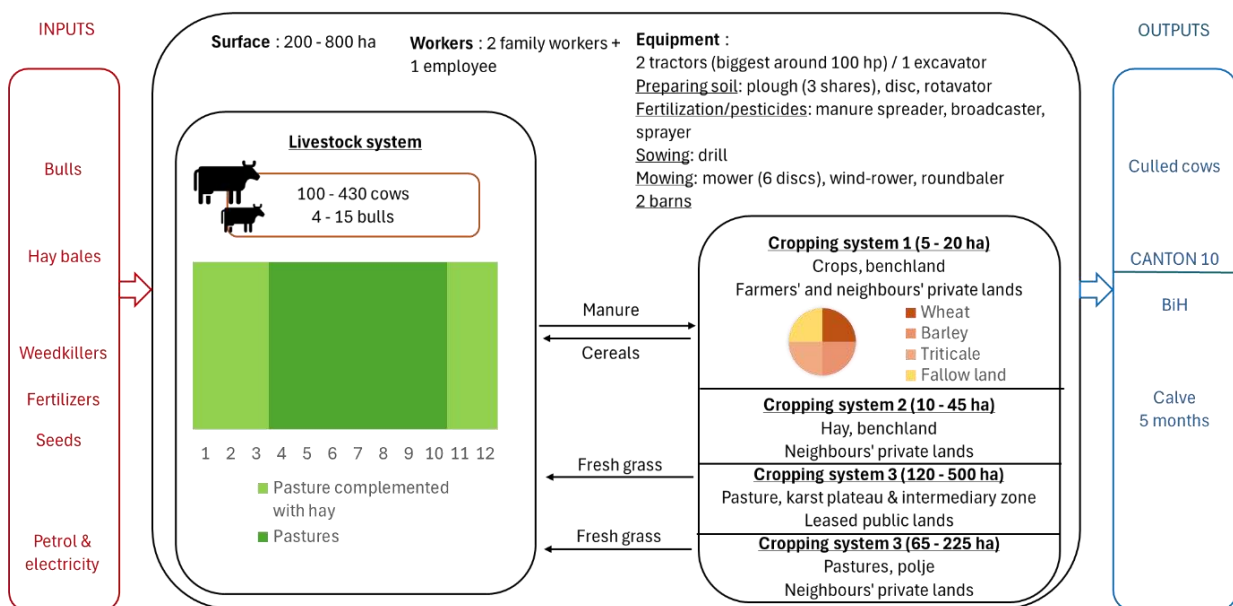 INPUTS
Bulls
Hay bales
Weedkillers
Fertilizers
Seeds
Petrol &
electricity
Surface : 200 - 800 ha
Workers : 2 family workers +
1 employee
Equipment :
2 tractors (biggest around 100 hp) / 1 excavator
Preparing soil: plough (3 shares), disc, rotavator
Fertilization/pesticides: manure spreader, broadcaster,
sprayer
Sowing: drill
Mowing: mower (6 discs), wind-rower, roundbaler
2 barns
Livestock system
100 - 430 cows
4 - 15 bulls
1 2 3 4 5 6 7 8 9 10 11 12
Pasture complemented
with hay
Pastures
Manure
Cereals
Fresh grass
Fresh grass
Cropping system 1 (5 - 20 ha)
Crops, benchland
Farmers' and neighbours' private lands
Wheat
Barley
Triticale
Fallow land
Cropping system 2 (10 - 45 ha)
Hay, benchland
Neighbours' private lands
Cropping system 3 (120 - 500 ha)
Pasture, karst plateau & intermediary zone
Leased public lands
Cropping system 3 (65 - 225 ha)
Pastures, polje
Neighbours' private lands
OUTPUTS
Culled cows
CANTON 10
BiH
Calve
5 months